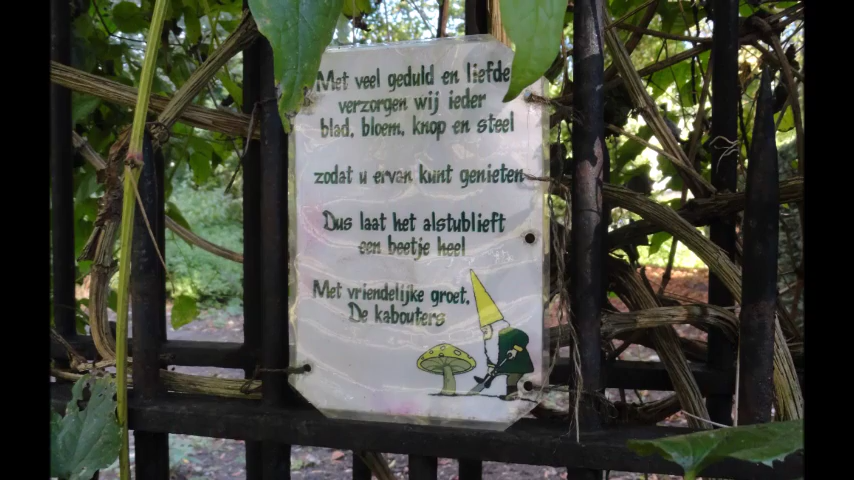 Met veel geduld en liefde
verzorgen wij ieder
blad, bloem, knop en steel
zodat u ervan kunt genieten
Dus laat het alstublieft
een beetje heel
Met vriendelijke groet,
De kabouters